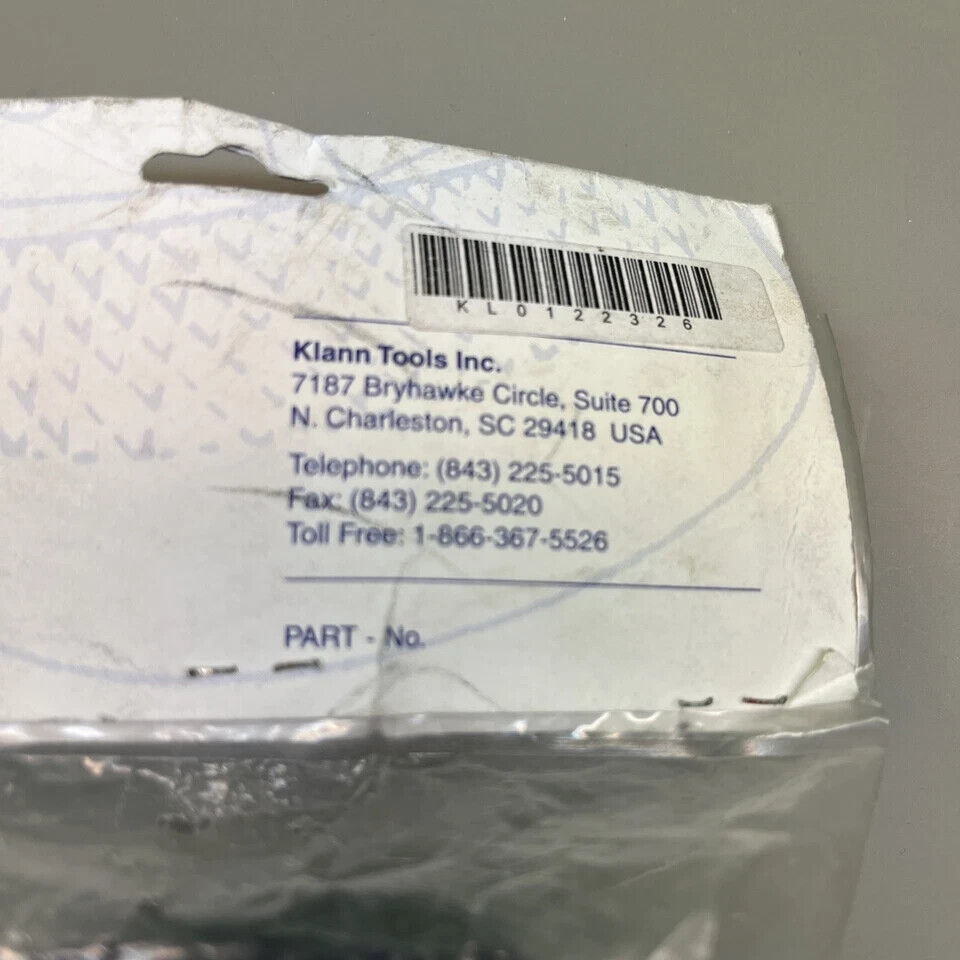 KL0122326
Klann Tools Inc.
7187 Bryhawke Circle, Suite 700
N. Charleston, SC 29418 USA
Telephone: (843) 225-5015
Fax: (843) 225-5020
Toll Free: 1-866-367-5526
PART - No.